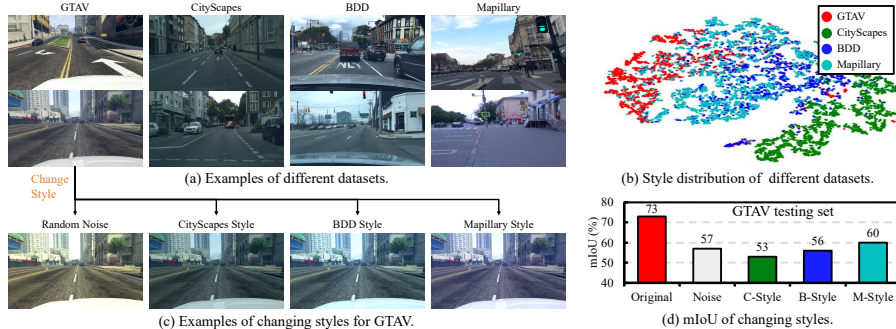 GTAV CityScapes BDD Mapillary
(a) Examples of different datasets.
Change
Style
Random Noise CityScapes Style BDD Style Mapillary Style
(c) Examples of changing styles for GTAV.
GTAV
CityScapes
BDD
Mapillary
(b) Style distribution of different datasets.
GTAV testing set
mIoU (%)
80
70
60
50
40
73
57
53
56
60
Original Noise C-Style B-Style M-Style
(d) mIoU of changing styles.